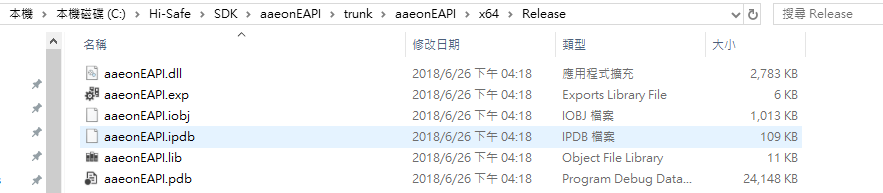 本機 > 本機磁碟 (C:) > Hi-Safe > SDK > aaeonEAPI > trunk > aaeonEAPI > x64 > Release 搜尋 Release
名稱 修改日期 類型 大小
aaeonEAPI.dll 2018/6/26 下午 04:18 應用程式擴充 2,783 KB
aaeonEAPI.exp 2018/6/26 下午 04:18 Exports Library File 6 KB
aaeonEAPI.iobj 2018/6/26 下午 04:18 IOBJ 檔案 1,013 KB
aaeonEAPI.ipdb 2018/6/26 下午 04:18 IPDB 檔案 109 KB
aaeonEAPI.lib 2018/6/26 下午 04:18 Object File Library 11 KB
aaeonEAPI.pdb 2018/6/26 下午 04:18 Program Debug Data... 24,148 KB